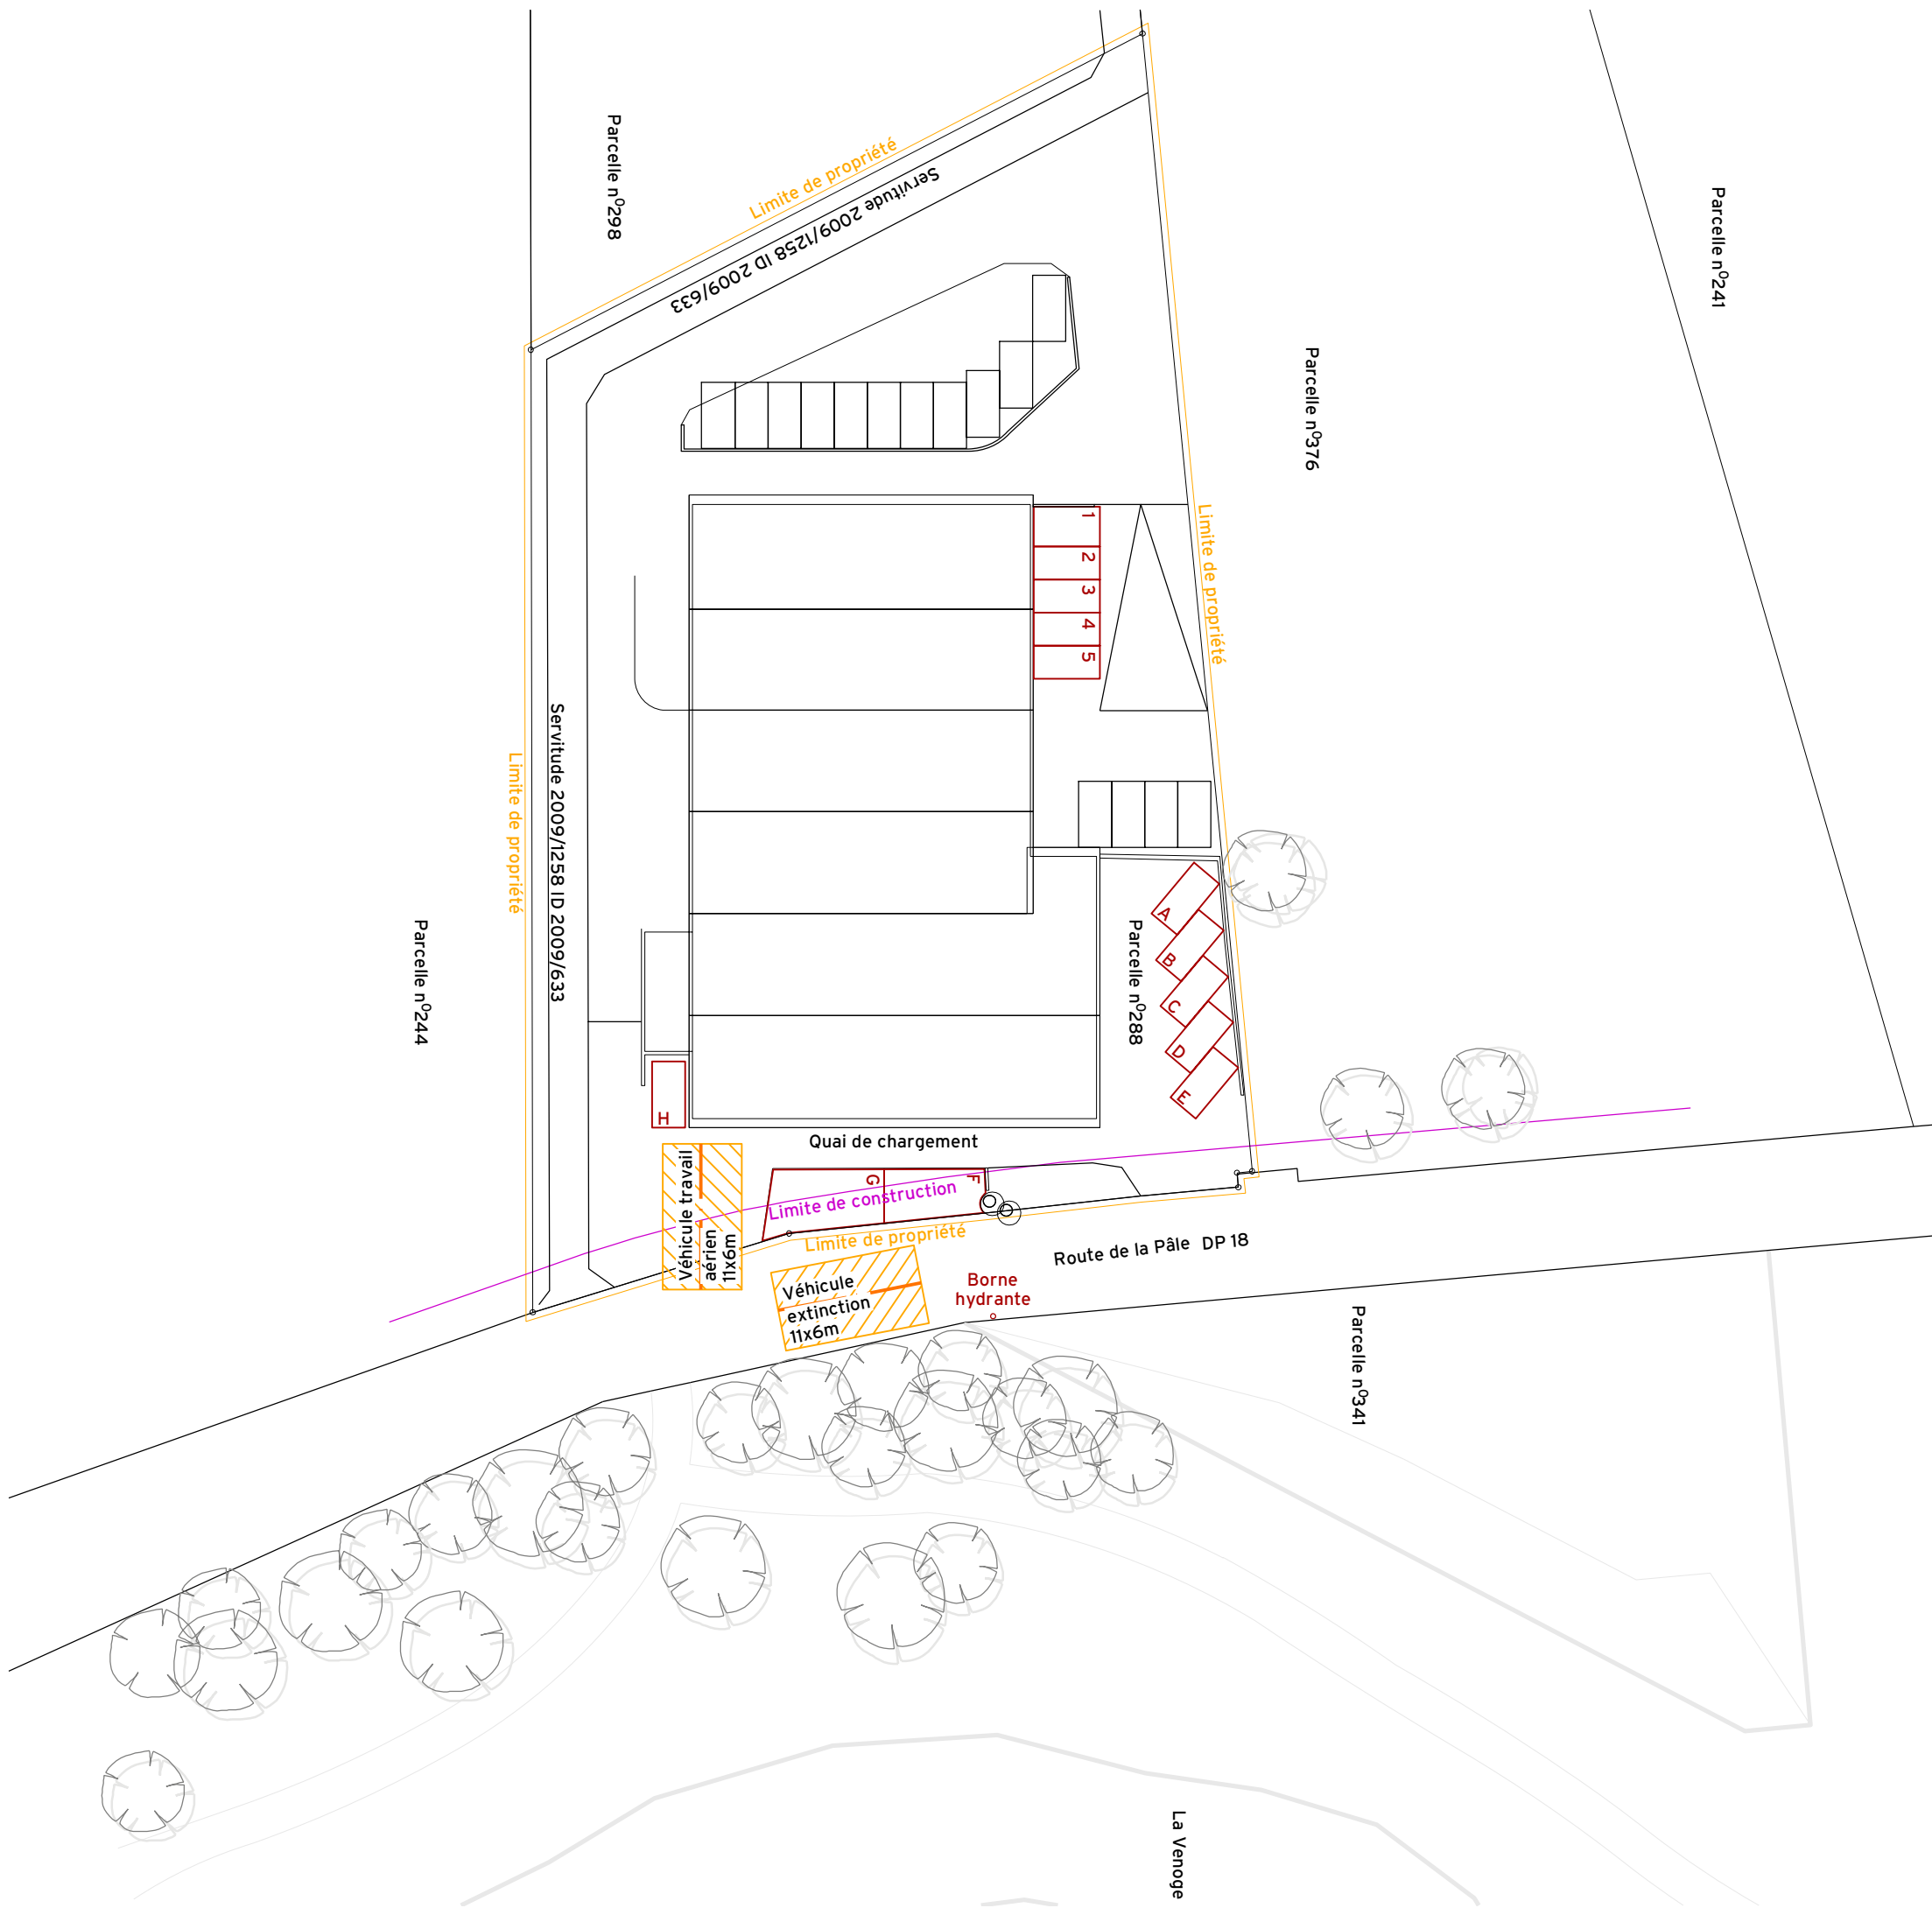 Parcelle n°298
Limite de propriété
Servitude 2009/1258 ID 2009/633
Parcelle n°241
Parcelle n°376
1
2
3
4
5
Limite de propriété
Servitude 2009/1258 ID 2009/633
Limite de propriété
Parcelle n°244
Parcelle n°288
A
B
C
D
E
H
Quai de chargement
Véhicule travail
aérien
11x6m
G
F
Limite de construction
Limite de propriété
Route de la Pâle DP 18
Véhicule
extinction
11x6m
Borne
hydrante
Parcelle n°341
La Venoge